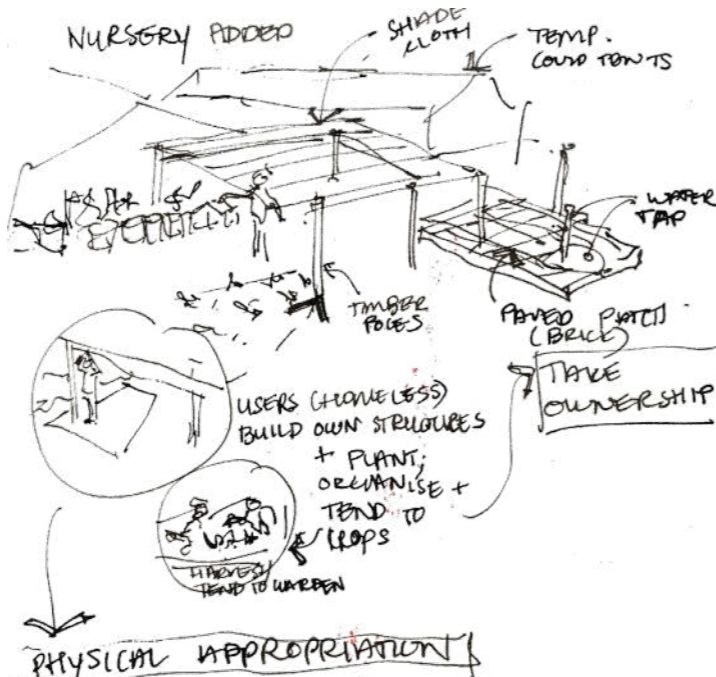 NURSERY ADDED
SHADE
CLOTH
TEMP.
COULD TENTS
WATER
TAP
TIMBER
POLES
PAVED PATCH
(BRICK)
TAKE
OWNERSHIP
USERS (HOMELESS)
BUILD OWN STRUCTURES
+ PLANT;
ORGANISE +
TEND TO
CROPS
HARVEST
TEND TO GARDEN
PHYSICAL APPROPRIATION